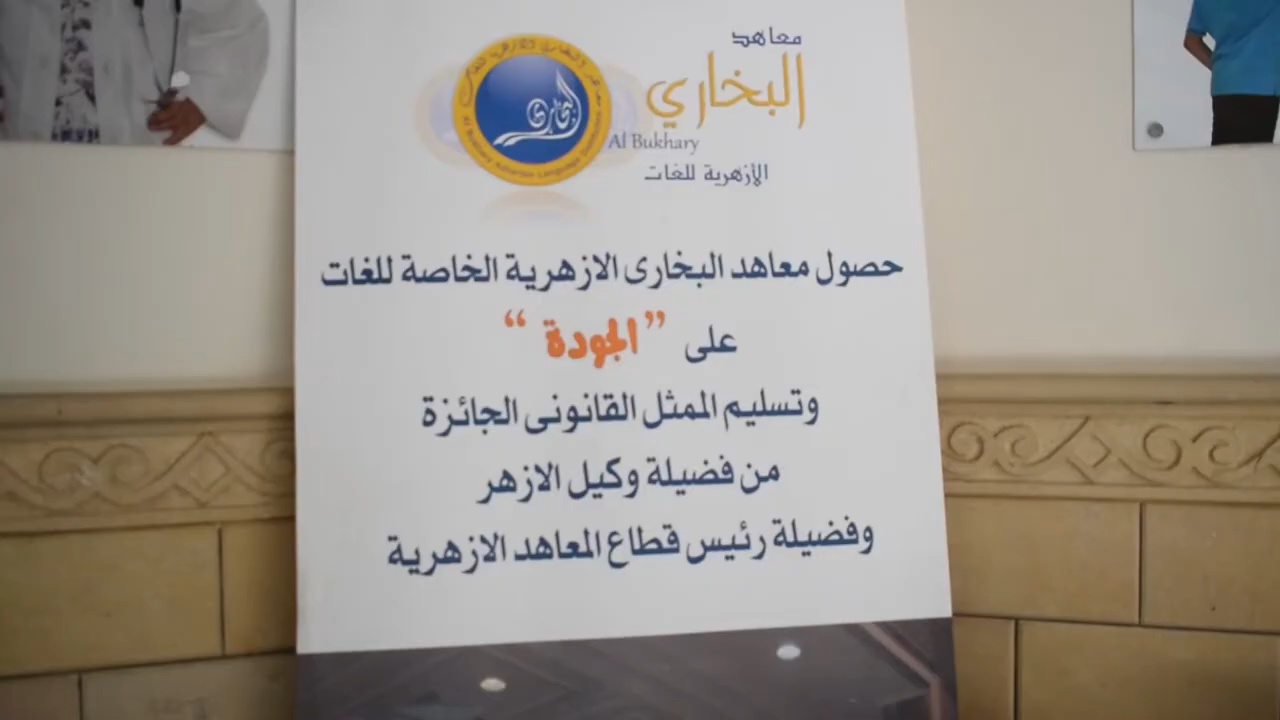 معاهد
البخاري
Al Bukhary
الأزهرية للغات
البخارى
حصول معاهد البخارى الازهرية الخاصة للغات
على ”الجودة“
وتسليم الممثل القانونى الجائزة
من فضيلة وكيل الازهر
وفضيلة رئيس قطاع المعاهد الازهرية